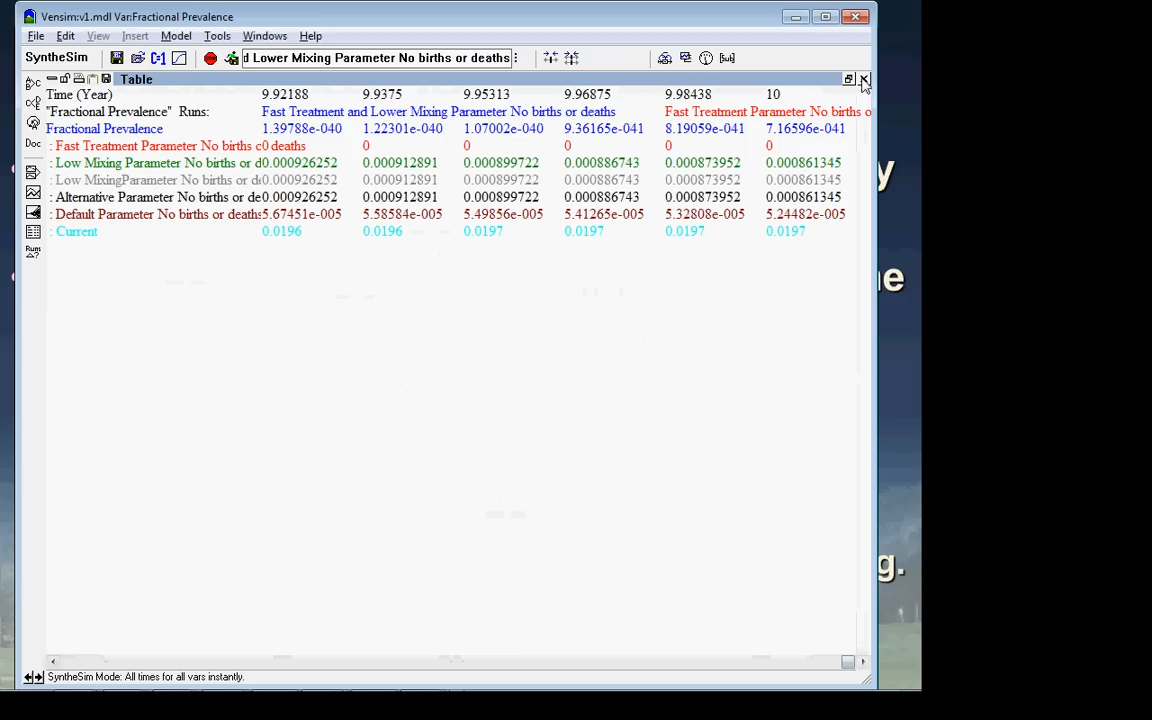 Vensim:v1.mdl Var:Fractional Prevalence
File Edit View Insert Model Tools Windows Help
SyntheSim d Lower Mixing Parameter No births or deaths :
Table
Time (Year) 9.92188 9.9375 9.95313 9.96875 9.98438 10
"Fractional Prevalence" Runs: Fast Treatment and Lower Mixing Parameter No births or deaths Fast Treatment Parameter No births o
Fractional Prevalence 1.39788e-040 1.22301e-040 1.07002e-040 9.36165e-041 8.19059e-041 7.16596e-041
: Fast Treatment Parameter No births o0 deaths 0 0 0 0 0
: Low Mixing Parameter No births or d0.000926252 0.000912891 0.000899722 0.000886743 0.000873952 0.000861345
: Low MixingParameter No births or de0.000926252 0.000912891 0.000899722 0.000886743 0.000873952 0.000861345
: Alternative Parameter No births or de0.000926252 0.000912891 0.000899722 0.000886743 0.000873952 0.000861345
: Default Parameter No births or deaths5.67451e-005 5.58584e-005 5.49856e-005 5.41265e-005 5.32808e-005 5.24482e-005
: Current 0.0196 0.0196 0.0197 0.0197 0.0197 0.0197
Doc
Runs
SyntheSim Mode: All times for all vars instantly.
y
ne
g.